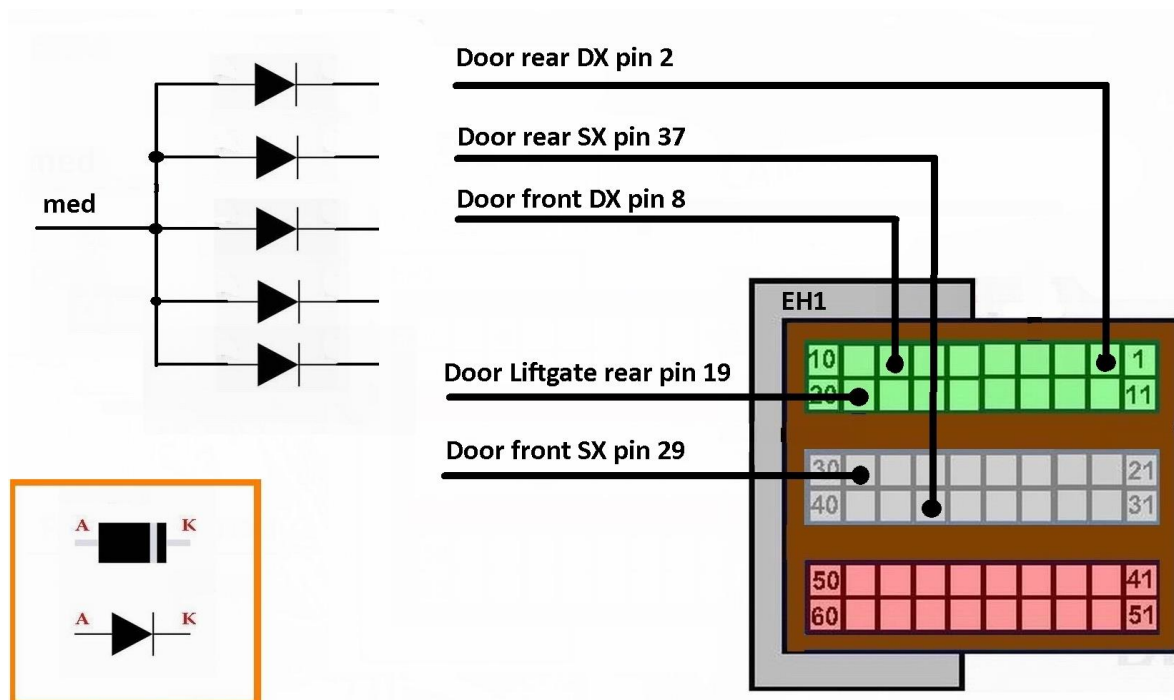 Door rear DX pin 2
Door rear SX pin 37
Door front DX pin 8
med
EH1
10 1
20 11
Door Liftgate rear pin 19
Door front SX pin 29
30 21
40 31
50 41
60 51
A K
A K